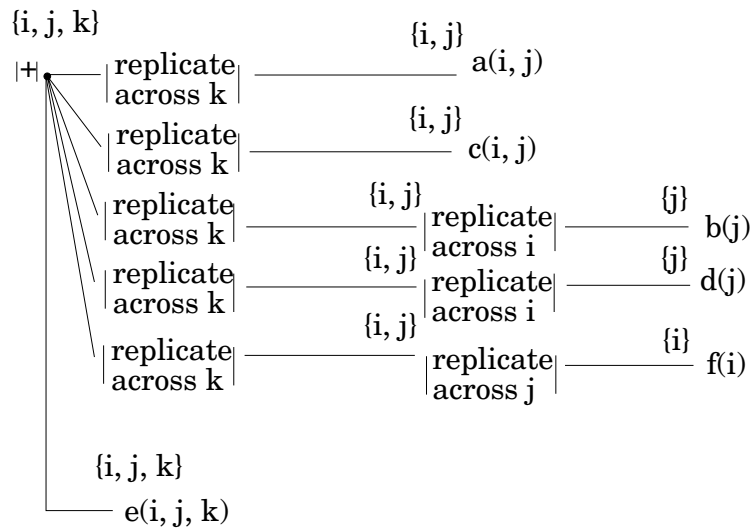 {i, j, k}
|+|
|replicate across k|
{i, j}
a(i, j)
|replicate across k|
{i, j}
c(i, j)
|replicate across k|
{i, j}
|replicate across i|
{j}
b(j)
|replicate across k|
{i, j}
|replicate across i|
{j}
d(j)
|replicate across k|
{i, j}
|replicate across j|
{i}
f(i)
{i, j, k}
e(i, j, k)